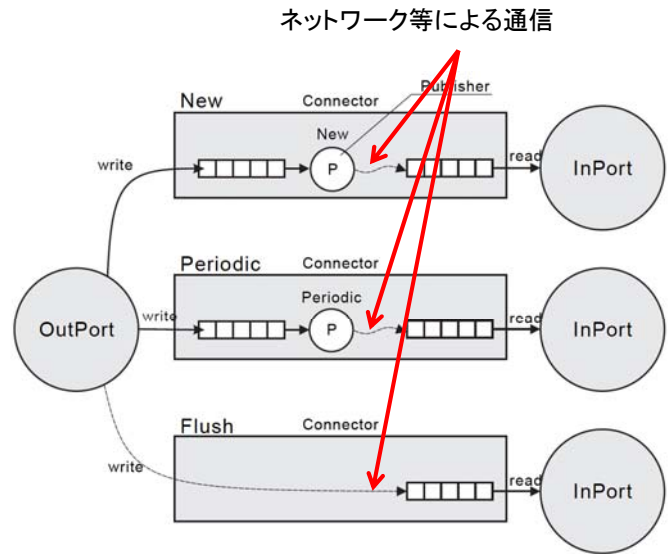 ネットワーク等による通信
New
Connector
Publisher
New
write
P
read
InPort
Periodic
Connector
Periodic
OutPort
write
P
read
InPort
Flush
Connector
write
read
InPort